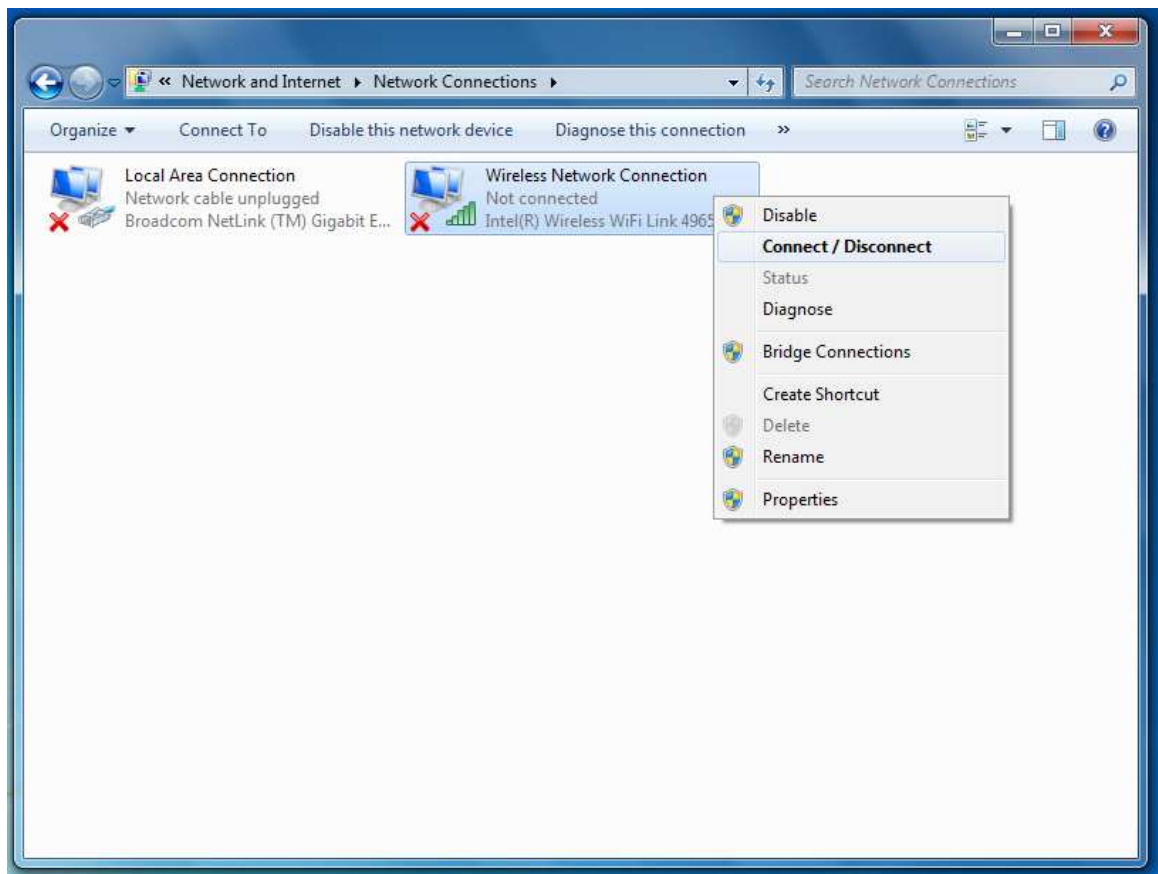 « Network and Internet ▸ Network Connections ▸
Search Network Connections
Organize ▾ Connect To Disable this network device Diagnose this connection »
Local Area Connection
Network cable unplugged
Broadcom NetLink (TM) Gigabit E...
Wireless Network Connection
Not connected
Intel(R) Wireless WiFi Link 4965
Disable
Connect / Disconnect
Status
Diagnose
Bridge Connections
Create Shortcut
Delete
Rename
Properties